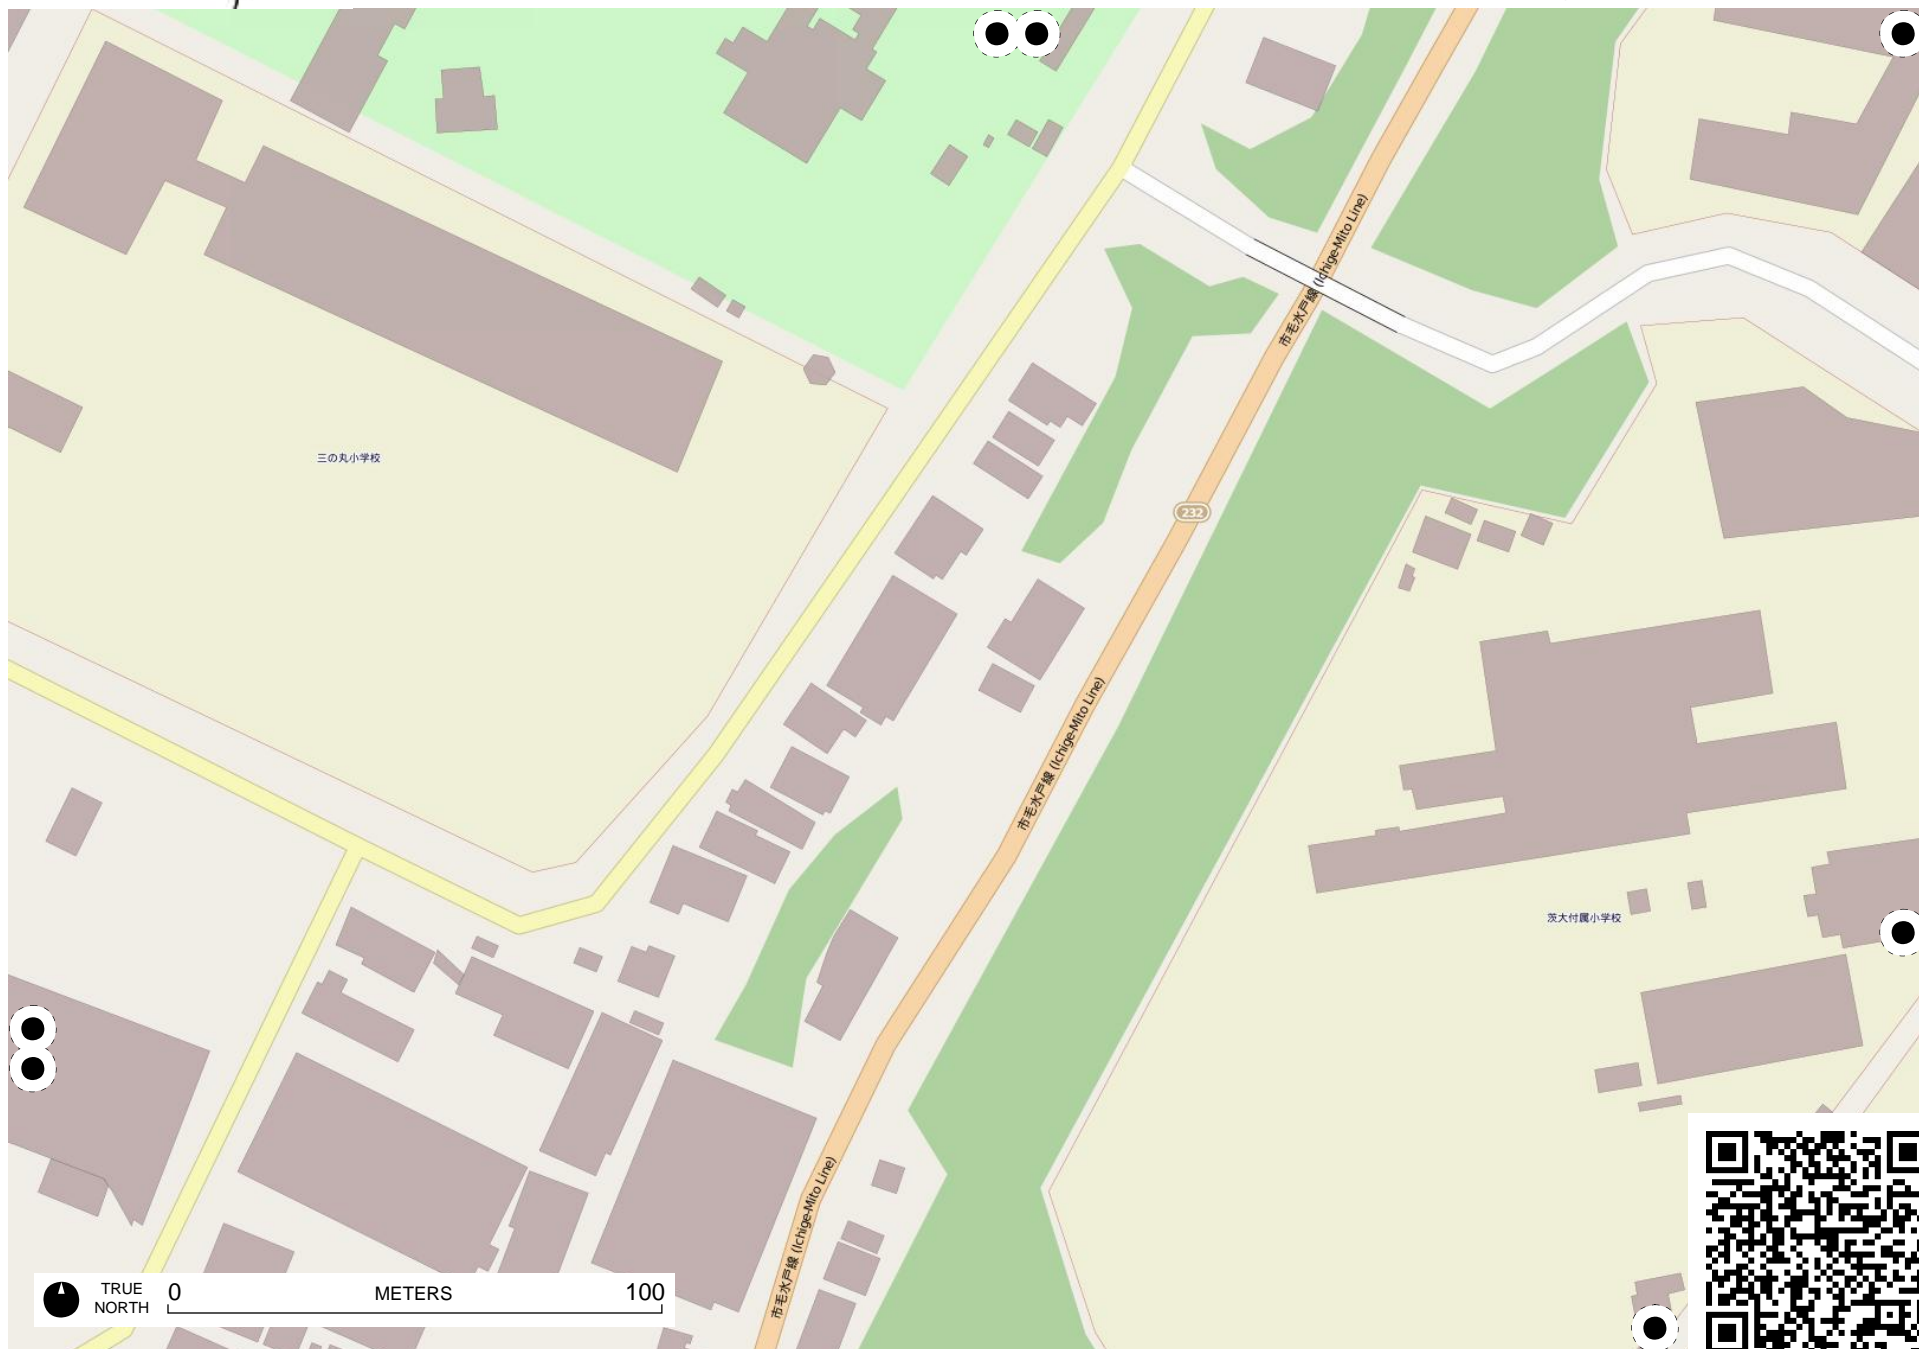 市毛水戸線 (Ichige-Mito Line)
三の丸小学校
232
市毛水戸線 (Ichige-Mito Line)
茨大付属小学校
市毛水戸線 (Ichige-Mito Line)
TRUE
NORTH
0
METERS
100